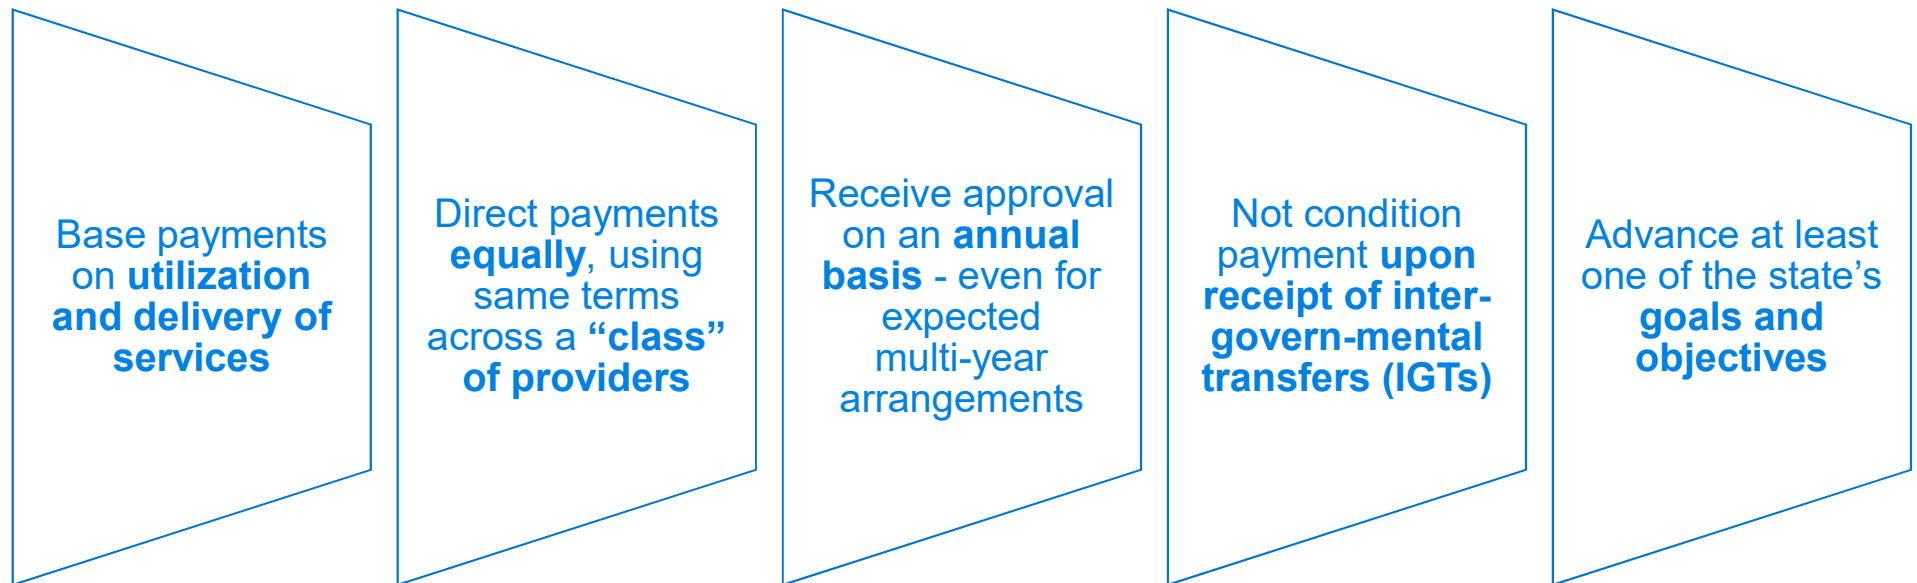 Base payments
on utilization
and delivery of
services
Direct payments
equally, using
same terms
across a “class”
of providers
Receive approval
on an annual
basis - even for
expected
multi-year
arrangements
Not condition
payment upon
receipt of inter-
govern-mental
transfers (IGTs)
Advance at least
one of the state’s
goals and
objectives